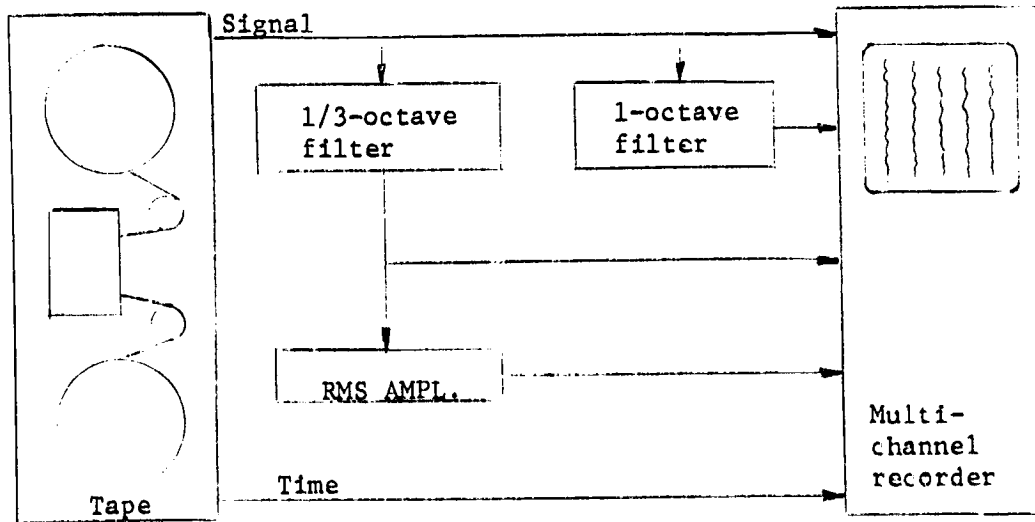 Signal
1/3-octave
filter
1-octave
filter
RMS AMPL.
Multi-
channel
recorder
Time
Tape